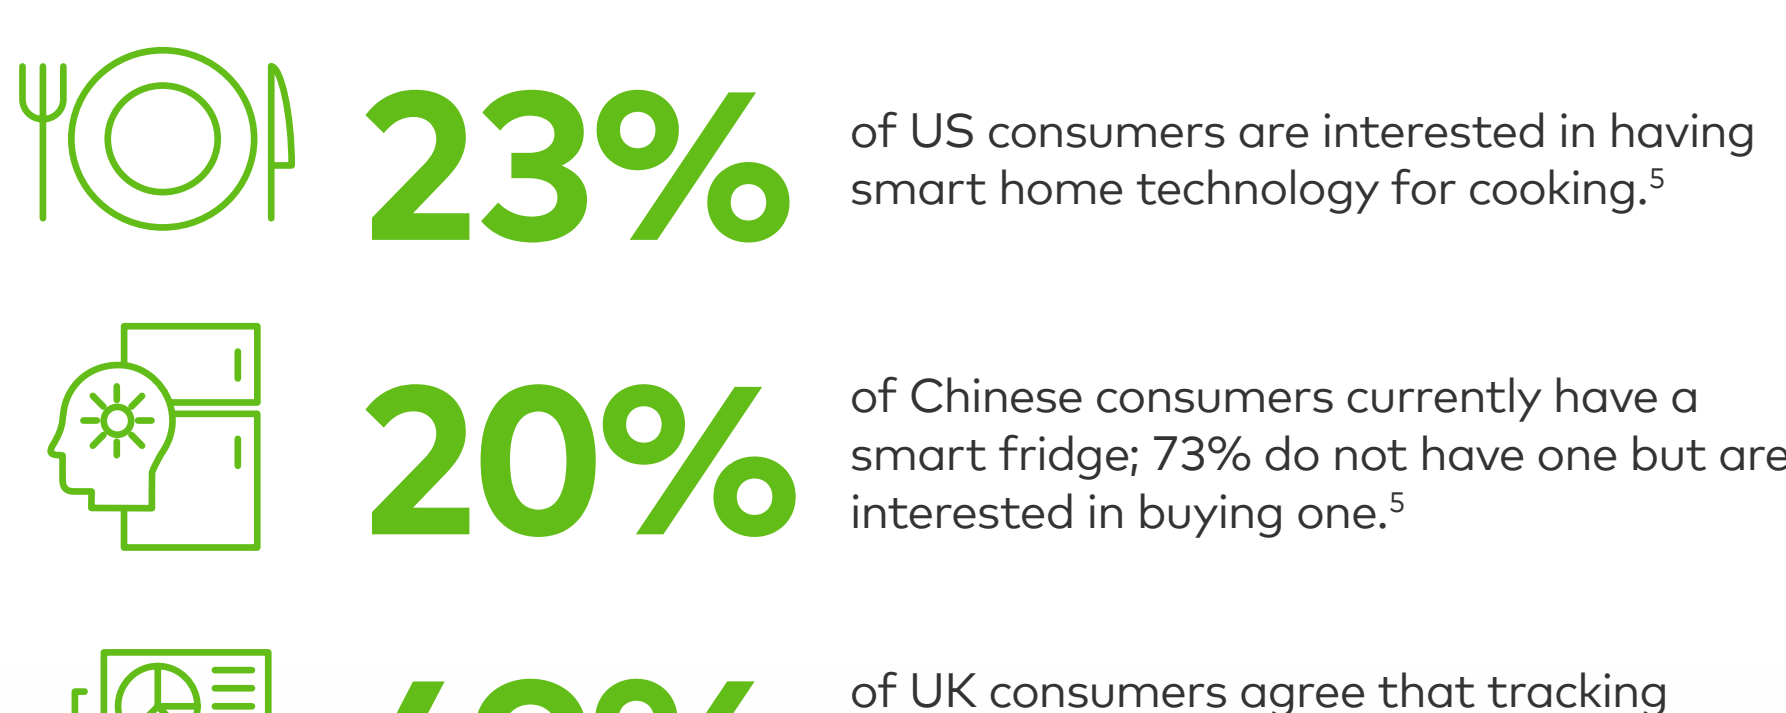 23%
of US consumers are interested in having
smart home technology for cooking.5
20%
of Chinese consumers currently have a
smart fridge; 73% do not have one but are
interested in buying one.5
of UK consumers agree that tracking